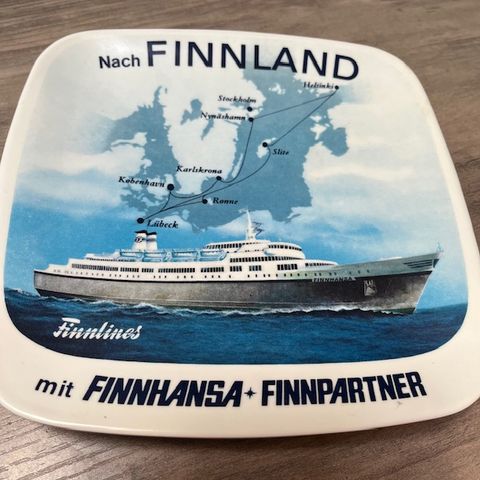 Nach FINNLAND
Helsinki
Stockholm
Nynäshamn
Slite
Karlskrona
København
Rønne
Lübeck
FINNHANSA
Finnlines
mit FINNHANSA + FINNPARTNER